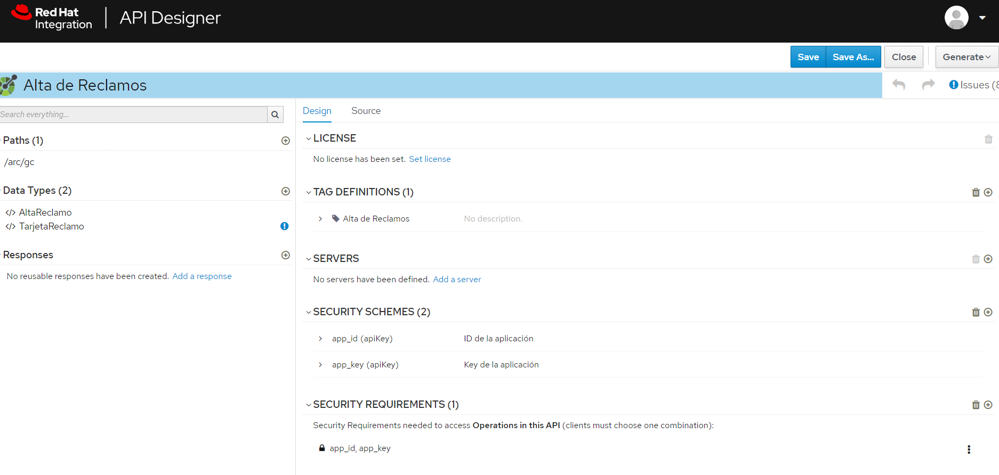 Red Hat
Integration
API Designer
Save
Save As...
Close
Generate
Alta de Reclamos
Issues (8
Search everything...
Design
Source
Paths (1)
/arc/gc
Data Types (2)
</> AltaReclamo
</> TarjetaReclamo
Responses
No reusable responses have been created. Add a response
LICENSE
No license has been set. Set license
TAG DEFINITIONS (1)
Alta de Reclamos
No description.
SERVERS
No servers have been defined. Add a server
SECURITY SCHEMES (2)
app_id (apiKey)
ID de la aplicación
app_key (apiKey)
Key de la aplicación
SECURITY REQUIREMENTS (1)
Security Requirements needed to access Operations in this API (clients must choose one combination):
app_id, app_key